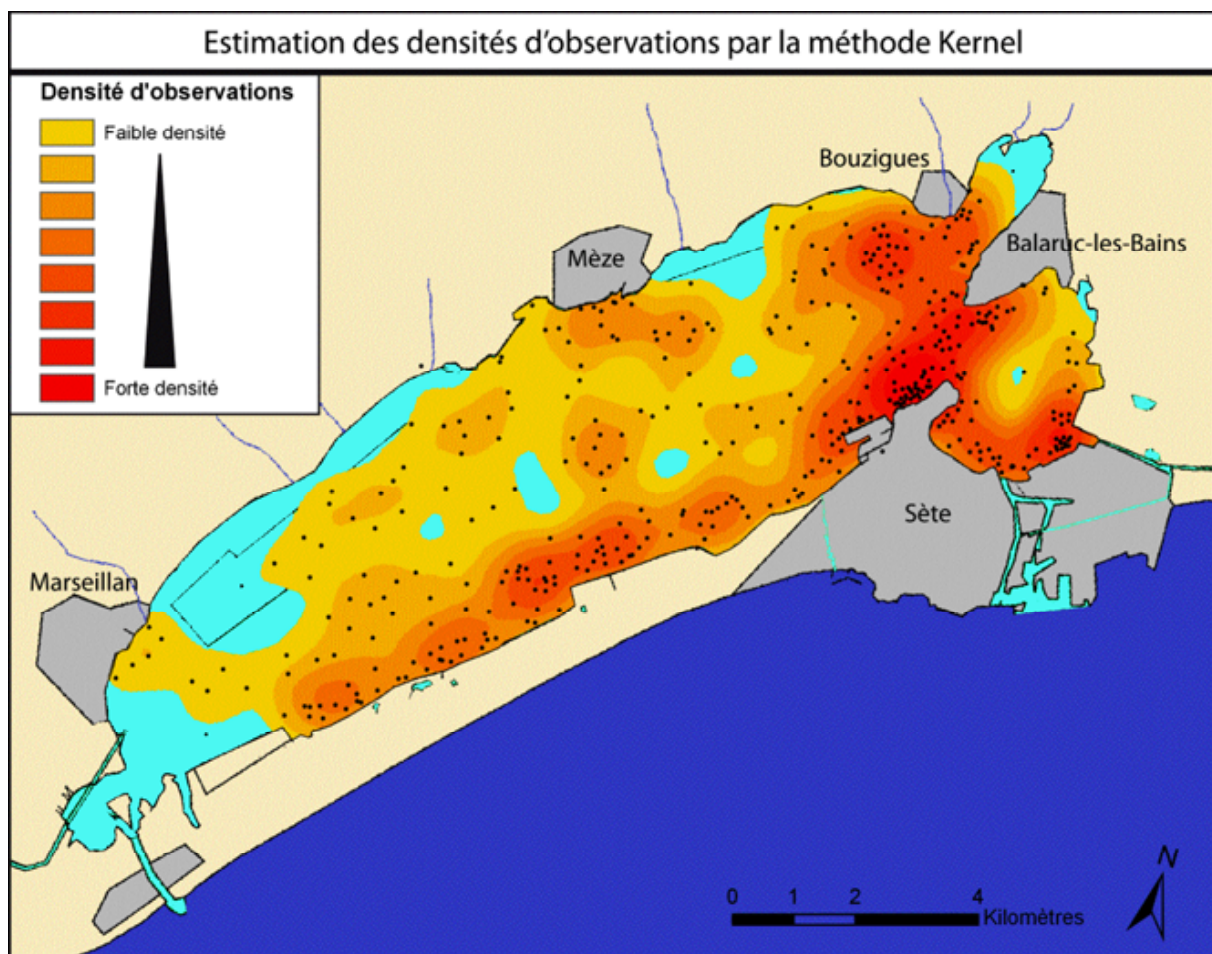 Estimation des densités d'observations par la méthode Kernel
Densité d'observations
Faible densité
Forte densité
Bouzigues
Balaruc-les-Bains
Mèze
Sète
Marseillan
N
0 1 2 4
Kilomètres